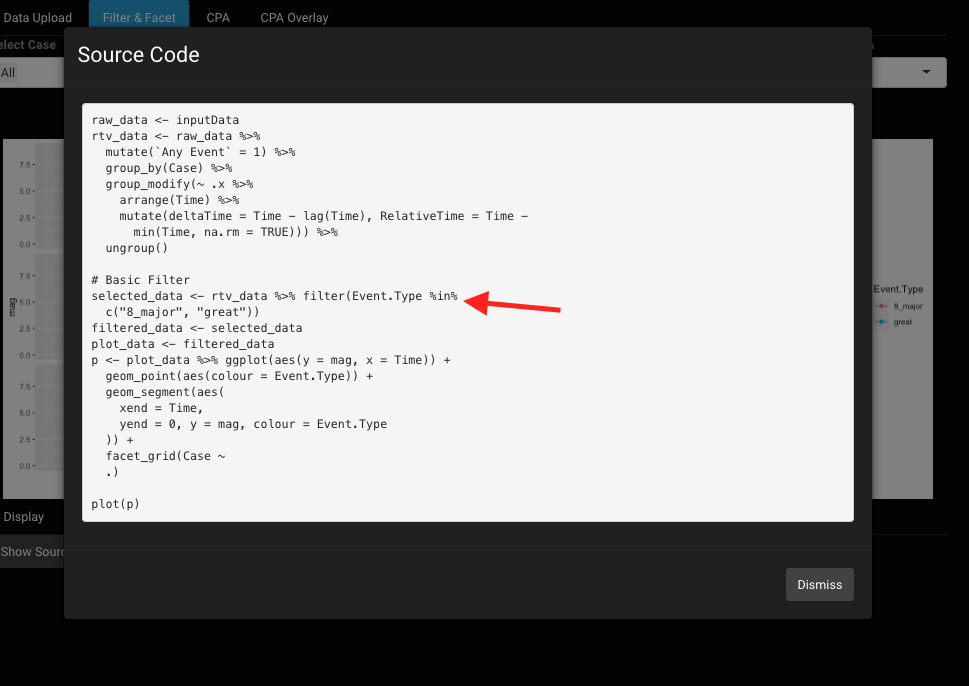 Data Upload
Filter & Facet
CPA
CPA Overlay
elect Case
All
Source Code
raw_data <- inputData
rtv_data <- raw_data %>%
  mutate(`Any Event` = 1) %>%
  group_by(Case) %>%
  group_modify(~ .x %>%
    arrange(Time) %>%
    mutate(deltaTime = Time - lag(Time), RelativeTime = Time -
      min(Time, na.rm = TRUE))) %>%
  ungroup()
# Basic Filter
selected_data <- rtv_data %>% filter(Event.Type %in%
  c("8_major", "great"))
filtered_data <- selected_data
plot_data <- filtered_data
p <- plot_data %>% ggplot(aes(y = mag, x = Time)) +
  geom_point(aes(colour = Event.Type)) +
  geom_segment(aes(
    xend = Time,
    yend = 0, y = mag, colour = Event.Type
  )) +
  facet_grid(Case ~
  .)
plot(p)
Dismiss
7.5
5.0
2.5
0.0
7.5
5.0
2.5
0.0
7.5
5.0
2.5
0.0
mag
Event.Type
8_major
great
Display
Show Sourc